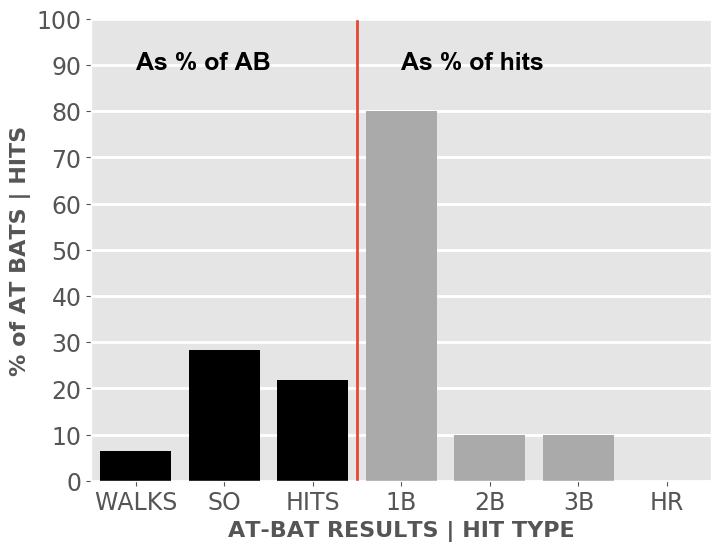 100
90
80
70
60
50
40
30
20
10
0
As % of AB
As % of hits
% of AT BATS | HITS
WALKS SO HITS 1B 2B 3B HR
AT-BAT RESULTS | HIT TYPE